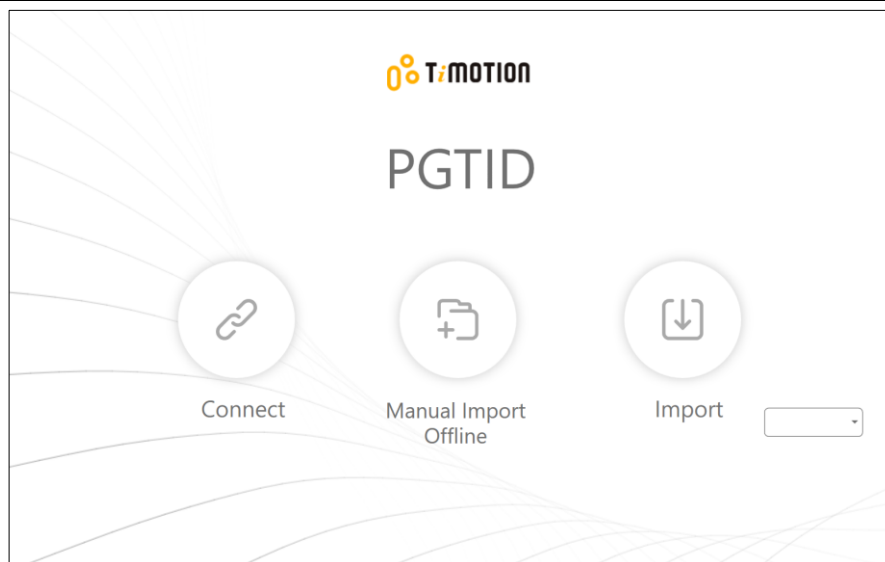 TiMOTION
PGTID
Connect
Manual Import
Offline
Import